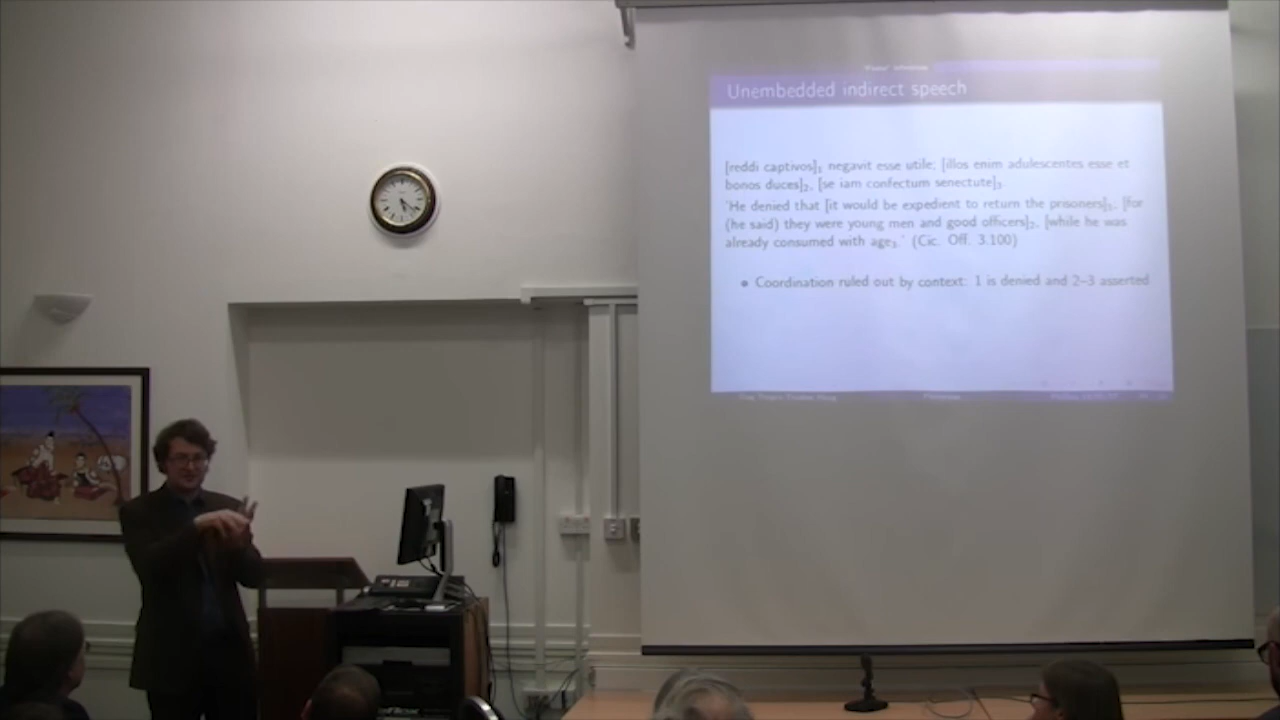 Unembedded indirect speech
[reddi captivos]₁ negavit esse utile; [illos enim adulescentes esse et
bonos duces]₂, [se iam confectum senectute]₃.
'He denied that [it would be expedient to return the prisoners]₁, [for
(he said) they were young men and good officers]₂, [while he was
already consumed with age₃.' (Cic. Off. 3.100)
• Coordination ruled out by context: 1 is denied and 2–3 asserted